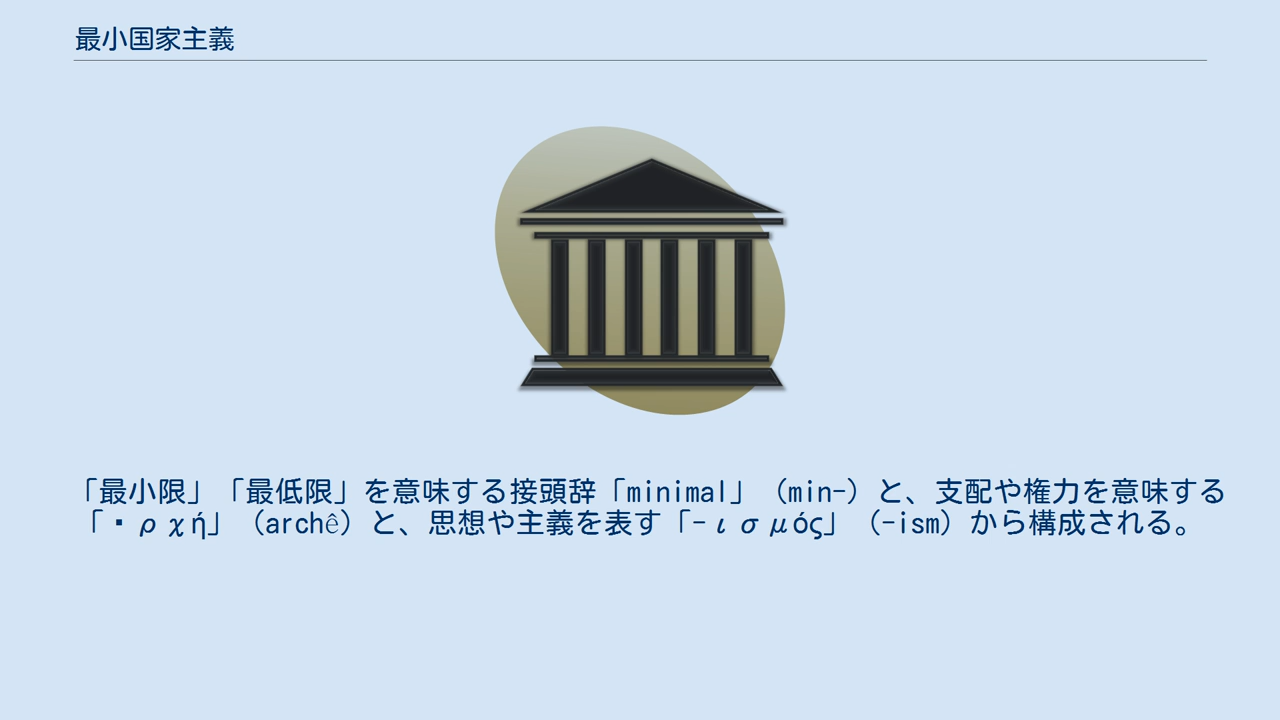 最小国家主義
「最小限」「最低限」を意味する接頭辞「minimal」（min-）と、支配や権力を意味する
「▪ρχή」（archê）と、思想や主義を表す「-ισμός」（-ism）から構成される。